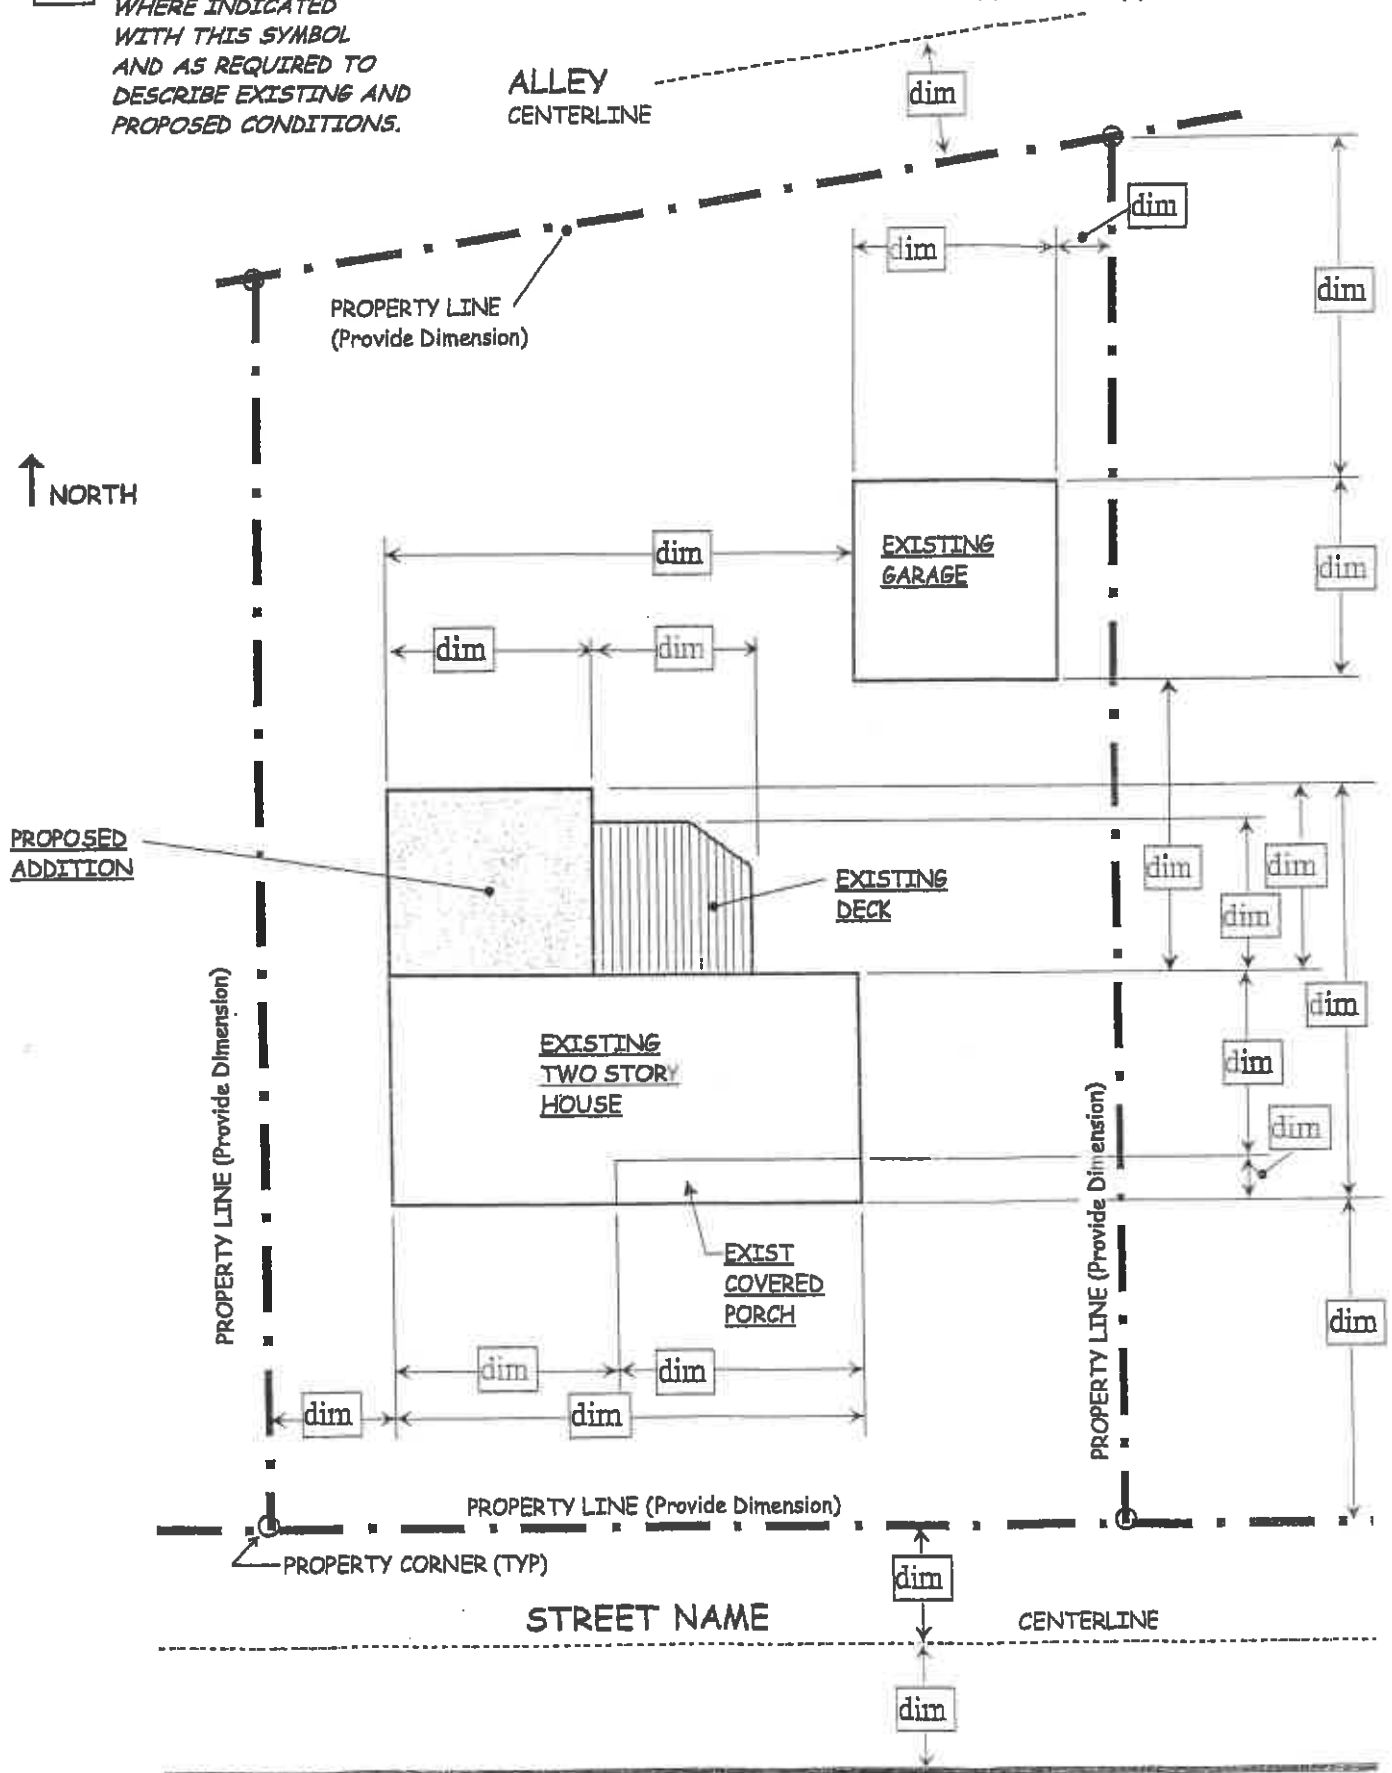 WHERE INDICATED
WITH THIS SYMBOL
AND AS REQUIRED TO
DESCRIBE EXISTING AND
PROPOSED CONDITIONS.
ALLEY
CENTERLINE
dim
dim
dim
dim
PROPERTY LINE
(Provide Dimension)
NORTH
dim
EXISTING
GARAGE
dim
dim
dim
PROPOSED
ADDITION
EXISTING
DECK
dim
dim
dim
dim
PROPERTY LINE (Provide Dimension)
EXISTING
TWO STORY
HOUSE
dim
dim
PROPERTY LINE (Provide Dimension)
EXIST
COVERED
PORCH
dim
dim
dim
dim
dim
PROPERTY LINE (Provide Dimension)
PROPERTY CORNER (TYP)
dim
STREET NAME
CENTERLINE
dim